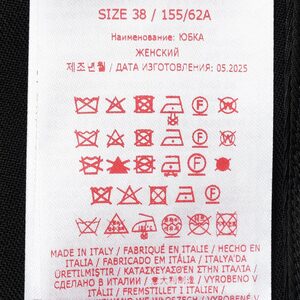 SIZE 38 / 155/62A
Наименование: ЮБКА
ЖЕНСКИЙ
제조년월 / ДАТА ИЗГОТОВЛЕНИЯ: 05.2025
MADE IN ITALY / FABRIQUÉ EN ITALIE / HECHO EN
ITALIA / FABRICADO EM ITÁLIA / ITALYA'DA
ÜRETILMIŞTIR / ΚΑΤΑΣΚΕΥΑΣΘΕΝ ΣΤΗΝ ΙΤΑΛΙΑ /
СДЕЛАНО В ИТАЛИИ / 意大利制造 / VYROBENO V
ITÁLII / FREMSTILLET I ITALIEN /